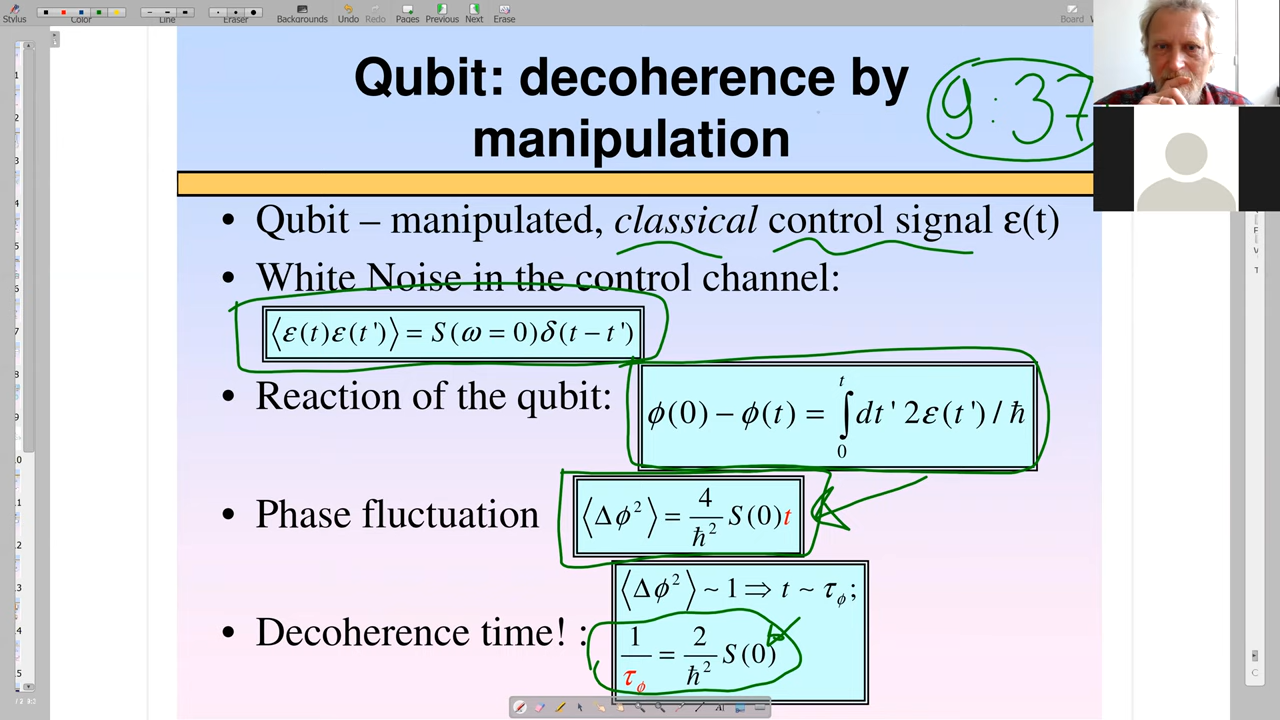 Stylus
Color
Line
Eraser
Backgrounds
Undo
Redo
Pages
Previous
Next
Erase
Board
Qubit: decoherence by
manipulation
9:37
• Qubit – manipulated, classical control signal ε(t)
• White Noise in the control channel:
⟨ε(t)ε(t')⟩ = S(ω = 0)δ(t − t')
• Reaction of the qubit:
ϕ(0) − ϕ(t) = ∫₀ᵗ dt' 2ε(t') / ħ
• Phase fluctuation
⟨Δϕ²⟩ = 4/ħ² S(0)t
⟨Δϕ²⟩ ~ 1 ⇒ t ~ τ_ϕ;
• Decoherence time! :
1/τ_ϕ = 2/ħ² S(0)